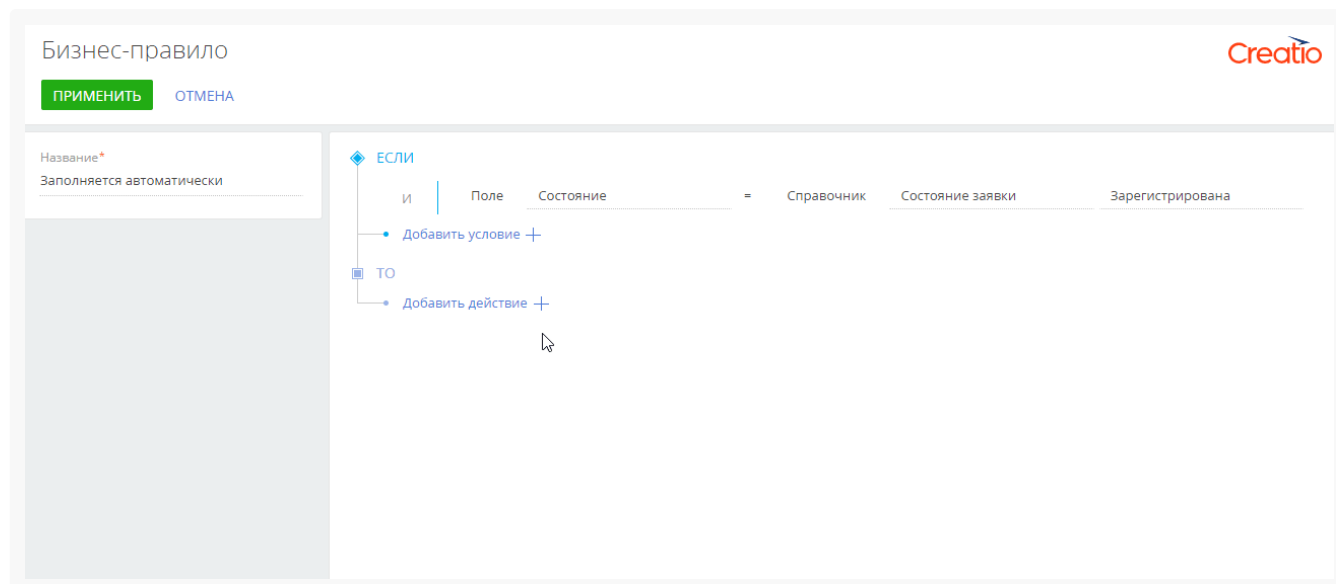 Бизнес-правило
Creatio
ПРИМЕНИТЬ ОТМЕНА
Название*
Заполняется автоматически
ЕСЛИ
И Поле Состояние = Справочник Состояние заявки Зарегистрирована
Добавить условие
ТО
Добавить действие